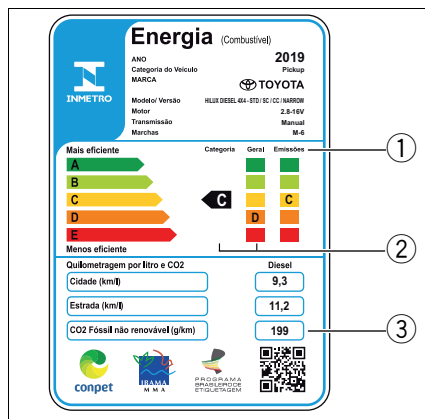 Energia (Combustível)
ANO 2019
Categoria do Veículo Pickup
MARCA TOYOTA
INMETRO
Modelo/ Versão HILUX DIESEL 4X4 - STD / SC / CC / NARROW
Motor 2.8-16V
Transmissão Manual
Marchas M-6
Mais eficiente Categoria Geral Emissões 1
A
B
C C C
D D
E
Menos eficiente 2
Quilometragem por litro e CO2 Diesel
Cidade (km/l) 9,3
Estrada (km/l) 11,2
CO2 Fóssil não renovável (g/km) 199 3
conpet
IBAMA
M M A
PROGRAMA
BRASILEIRO DE
ETIQUETAGEM